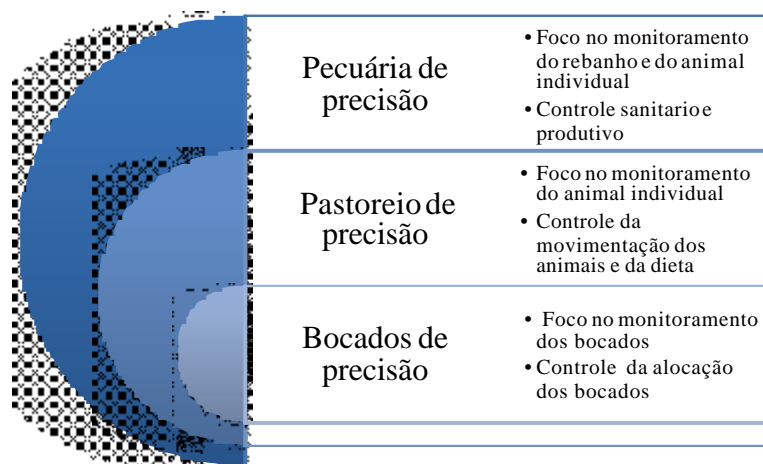 Pecuária de
precisão
• Foco no monitoramento
do rebanho e do animal
individual
• Controle sanitario e
produtivo
Pastoreio de
precisão
• Foco no monitoramento
do animal individual
• Controle da
movimentação dos
animais e da dieta
Bocados de
precisão
• Foco no monitoramento
dos bocados
• Controle da alocação
dos bocados